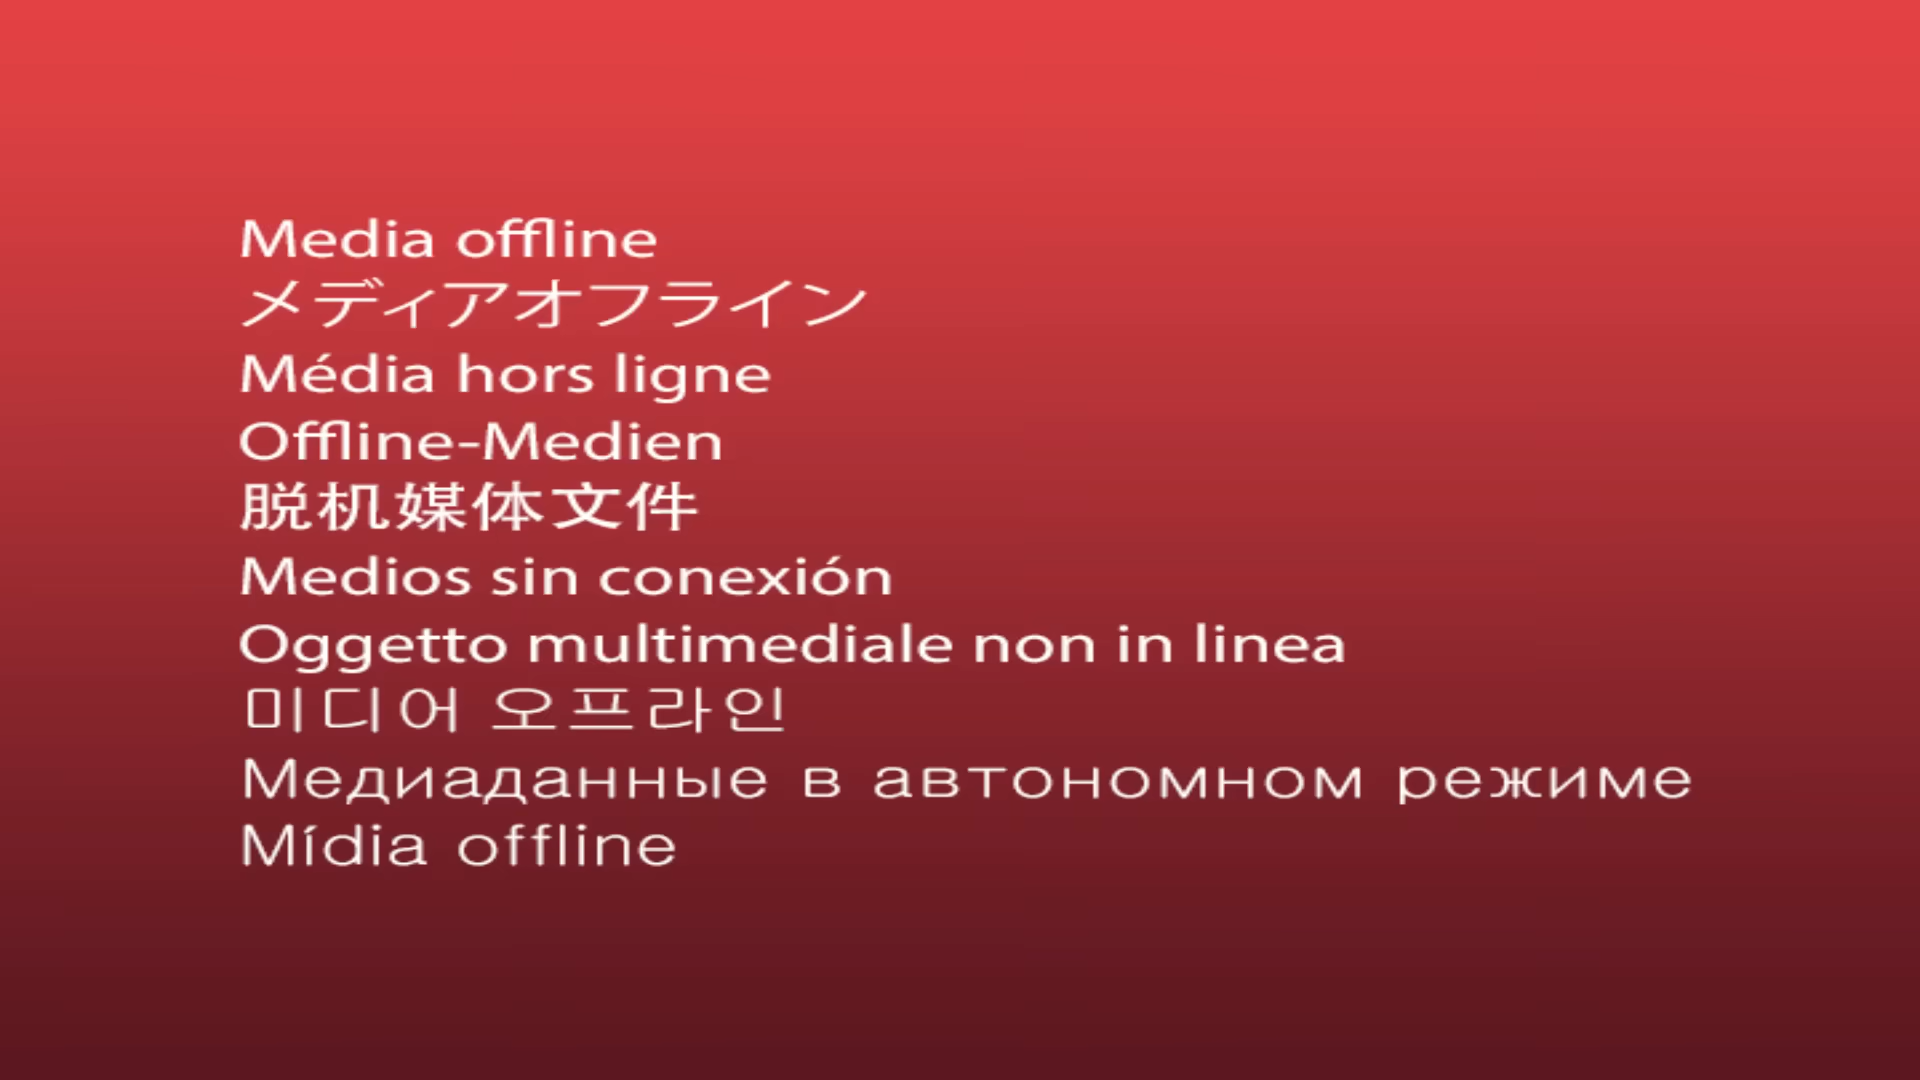 Media offline
メディアオフライン
Média hors ligne
Offline-Medien
脱机媒体文件
Medios sin conexión
Oggetto multimediale non in linea
미디어 오프라인
Медиаданные в автономном режиме
Mídia offline